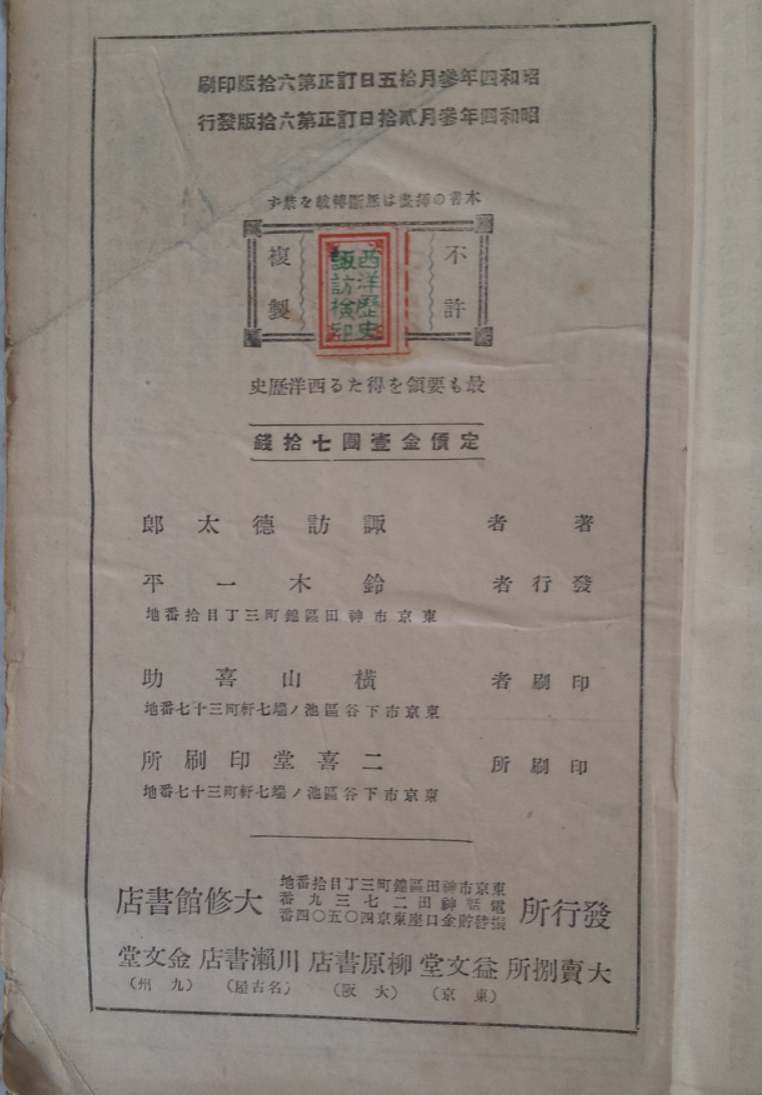 昭和四年參月拾五日訂正第六拾版印刷
昭和四年參月貳拾日訂正第六拾版發行
本書の揷畫は無斷轉載を禁ず
不許
複製
西洋歷史
諏訪檢印
最も要領を得たる西洋歷史
定價金壹圓七拾錢
著者 諏訪德太郎
發行者 鈴木一平
東京市神田區錦町三丁目拾番地
印刷者 橫山喜助
東京市下谷區池ノ端七軒町三十七番地
印刷所 二喜堂印刷所
東京市下谷區池ノ端七軒町三十七番地
發行所
東京市神田區錦町三丁目拾番地
電話神田二七三九番
振替貯金口座東京四〇五〇四番
大修館書店
大賣捌所 益文堂 柳原書店 川瀨書店 金文堂
(東京) (大阪) (名古屋) (九州)